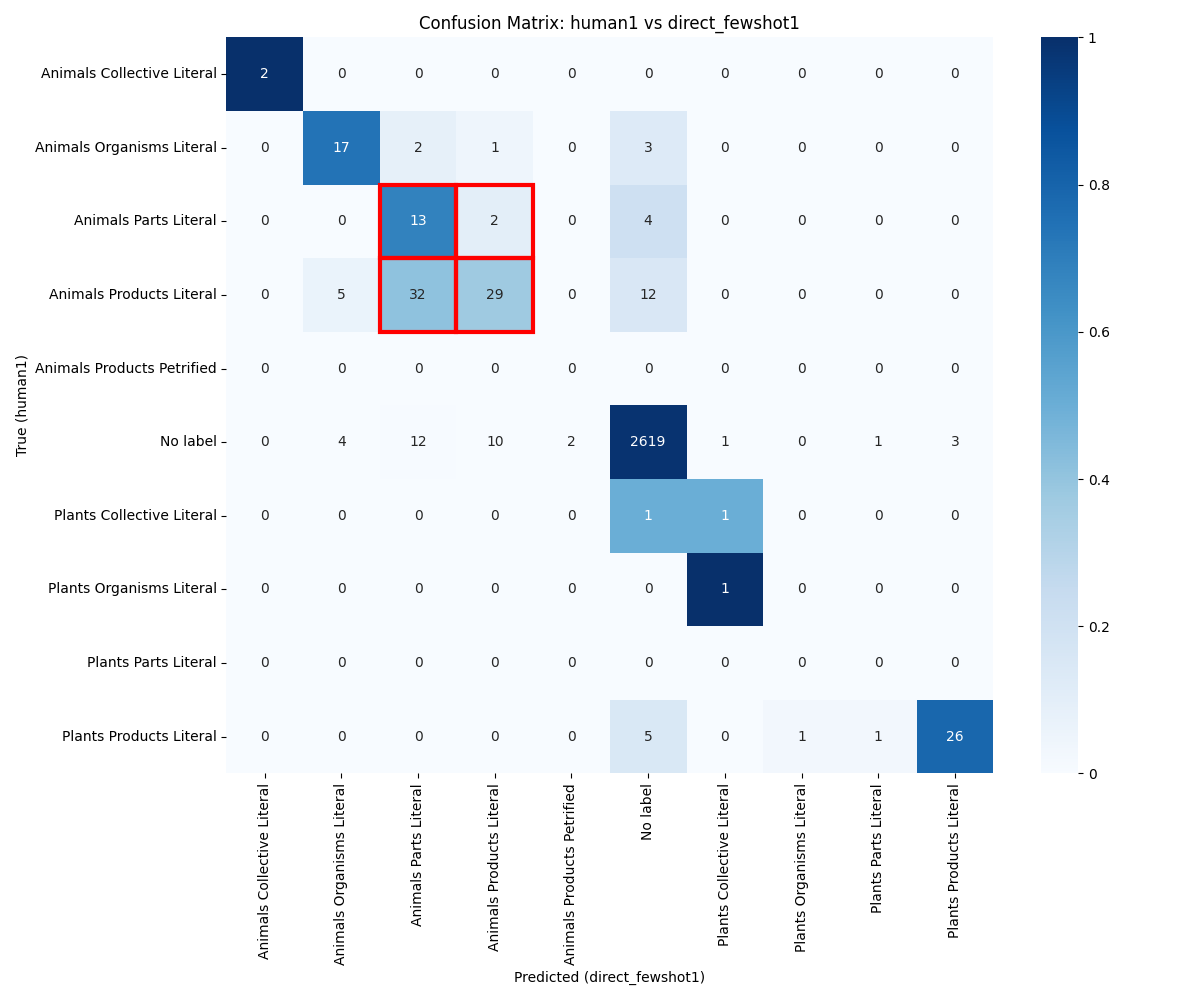 Confusion Matrix: human1 vs direct_fewshot1
True (human1)
Animals Collective Literal 2 0 0 0 0 0 0 0 0 0
Animals Organisms Literal 0 17 2 1 0 3 0 0 0 0
Animals Parts Literal 0 0 13 2 0 4 0 0 0 0
Animals Products Literal 0 5 32 29 0 12 0 0 0 0
Animals Products Petrified 0 0 0 0 0 0 0 0 0 0
No label 0 4 12 10 2 2619 1 0 1 3
Plants Collective Literal 0 0 0 0 0 1 1 0 0 0
Plants Organisms Literal 0 0 0 0 0 0 1 0 0 0
Plants Parts Literal 0 0 0 0 0 0 0 0 0 0
Plants Products Literal 0 0 0 0 0 5 0 1 1 26
Animals Collective Literal
Animals Organisms Literal
Animals Parts Literal
Animals Products Literal
Animals Products Petrified
No label
Plants Collective Literal
Plants Organisms Literal
Plants Parts Literal
Plants Products Literal
Predicted (direct_fewshot1)
1
0.8
0.6
0.4
0.2
0